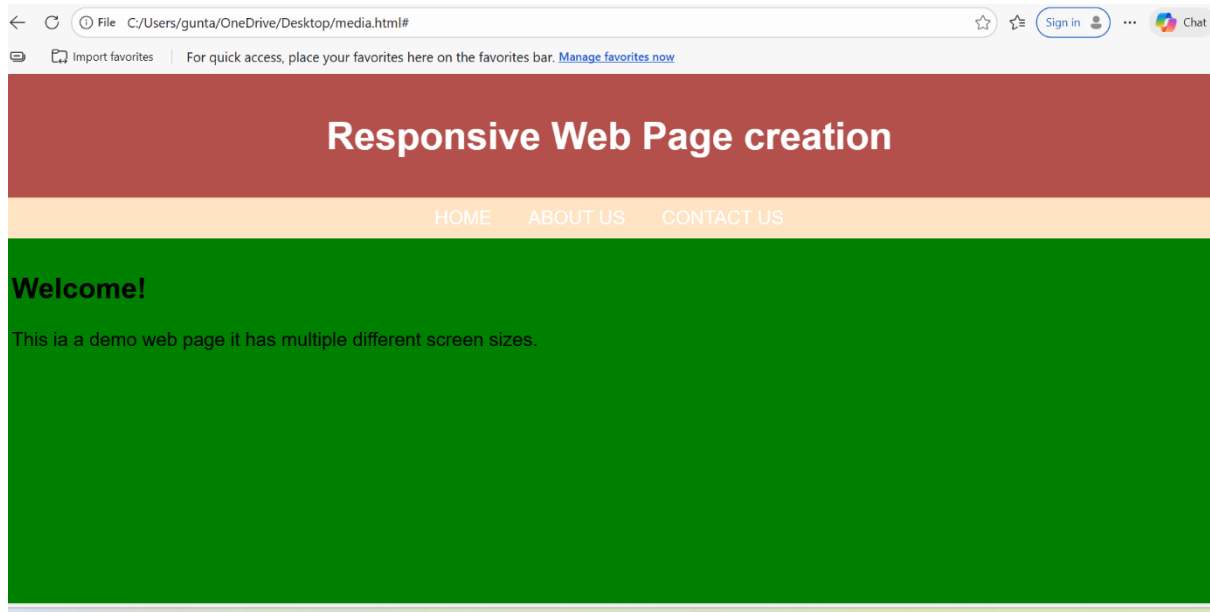 File C:/Users/gunta/OneDrive/Desktop/media.html# Sign in Chat
Import favorites For quick access, place your favorites here on the favorites bar. Manage favorites now
Responsive Web Page creation
HOME ABOUT US CONTACT US
Welcome!
This ia a demo web page it has multiple different screen sizes.